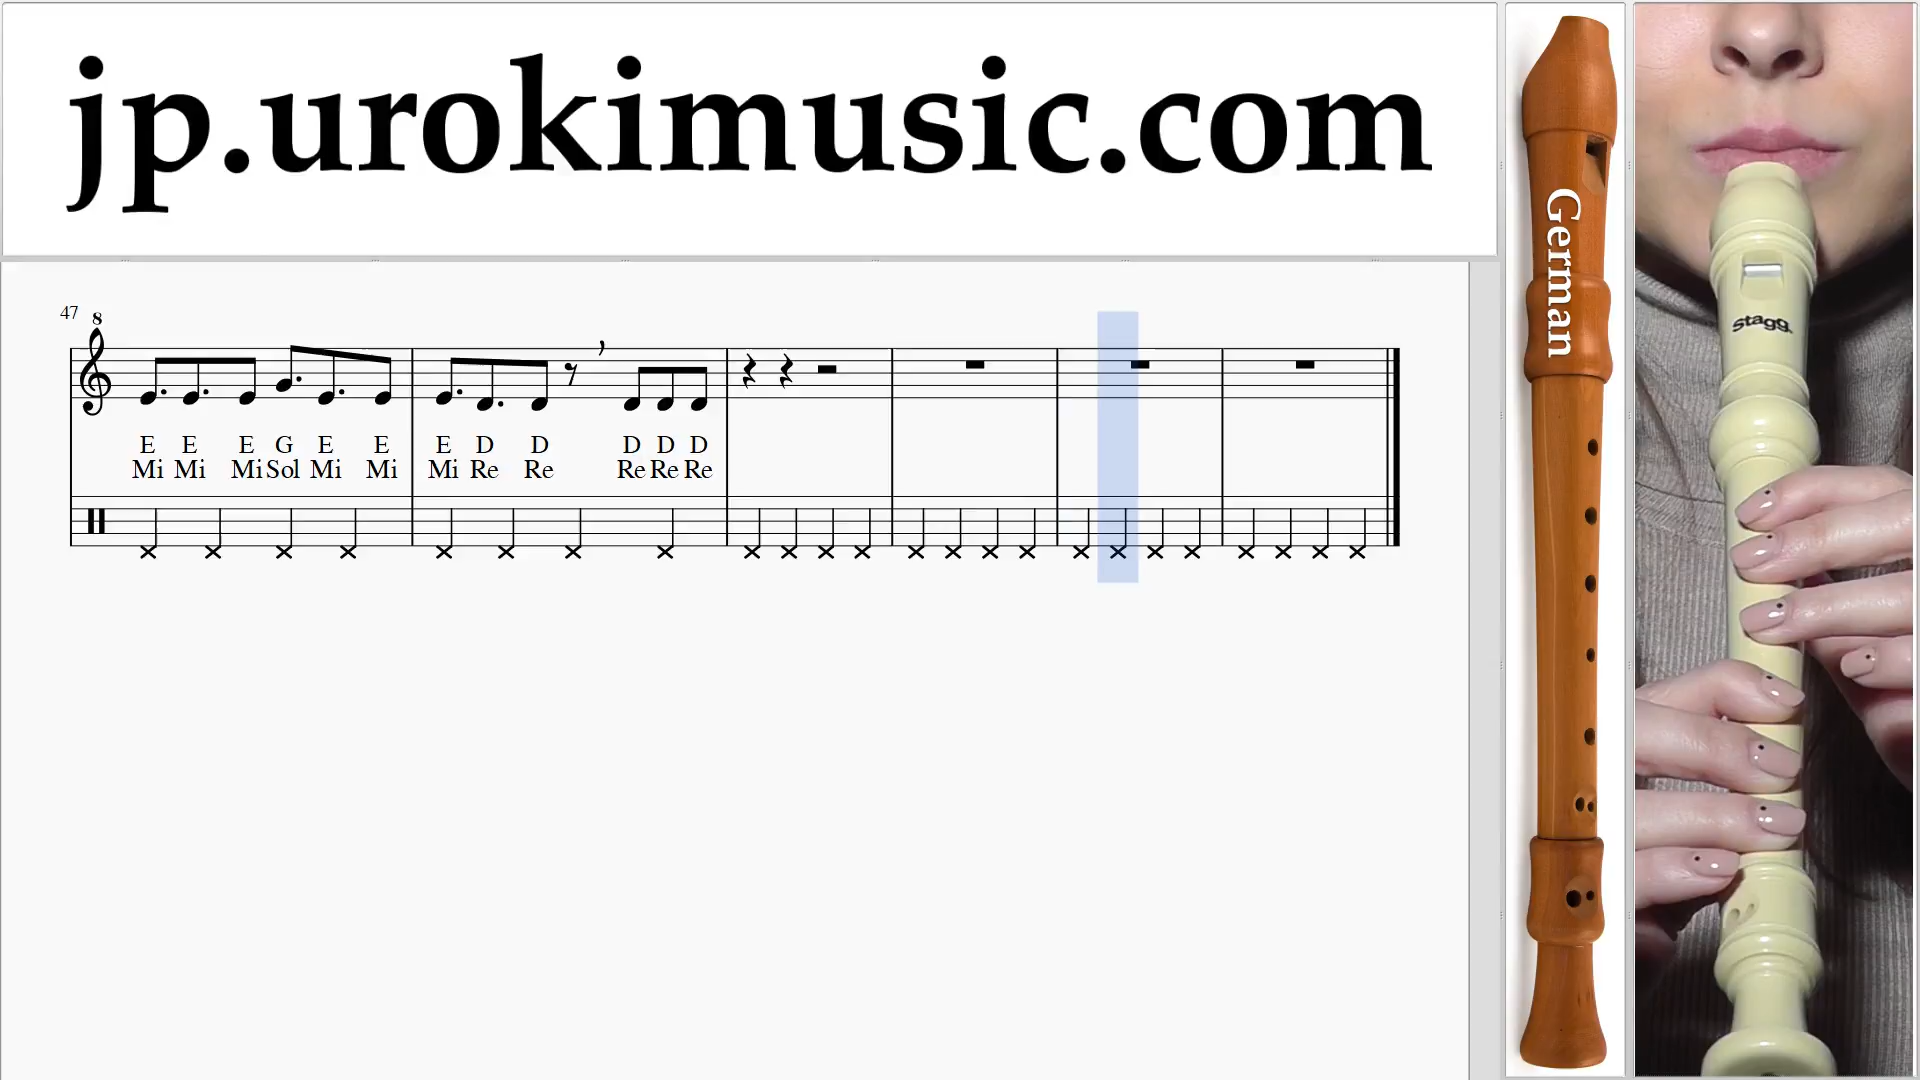 jp.urokimusic.com
German
Stagg
47
8
E E E G E E E D D D D D
Mi Mi Mi Sol Mi Mi Mi Re Re Re Re Re